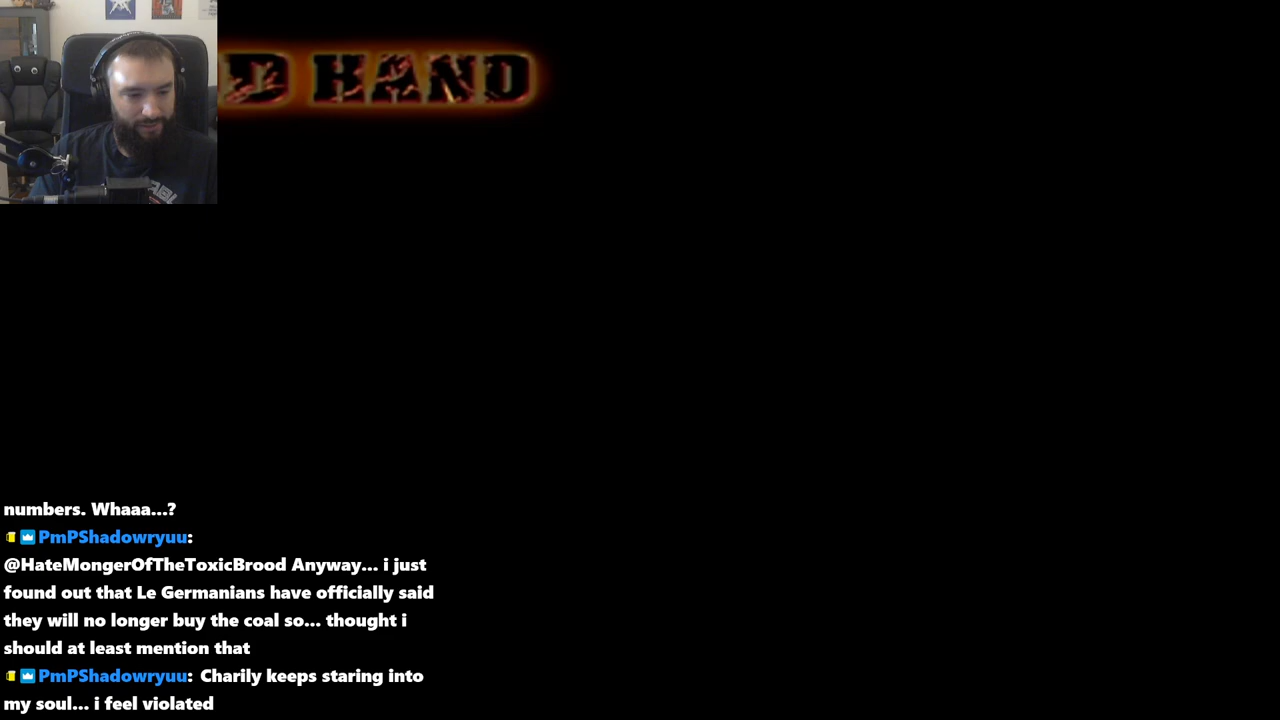 D HAND
numbers. Whaaa...?
PmPShadowryuu:
@HateMongerOfTheToxicBrood Anyway... i just
found out that Le Germanians have officially said
they will no longer buy the coal so... thought i
should at least mention that
PmPShadowryuu: Charily keeps staring into
my soul... i feel violated